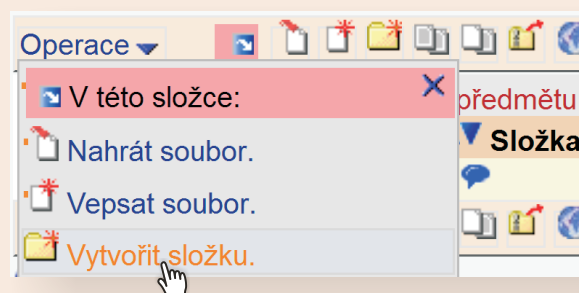 Operace
V této složce:
předmětu
Nahrát soubor.
Složka
Vepsat soubor.
Vytvořit složku.